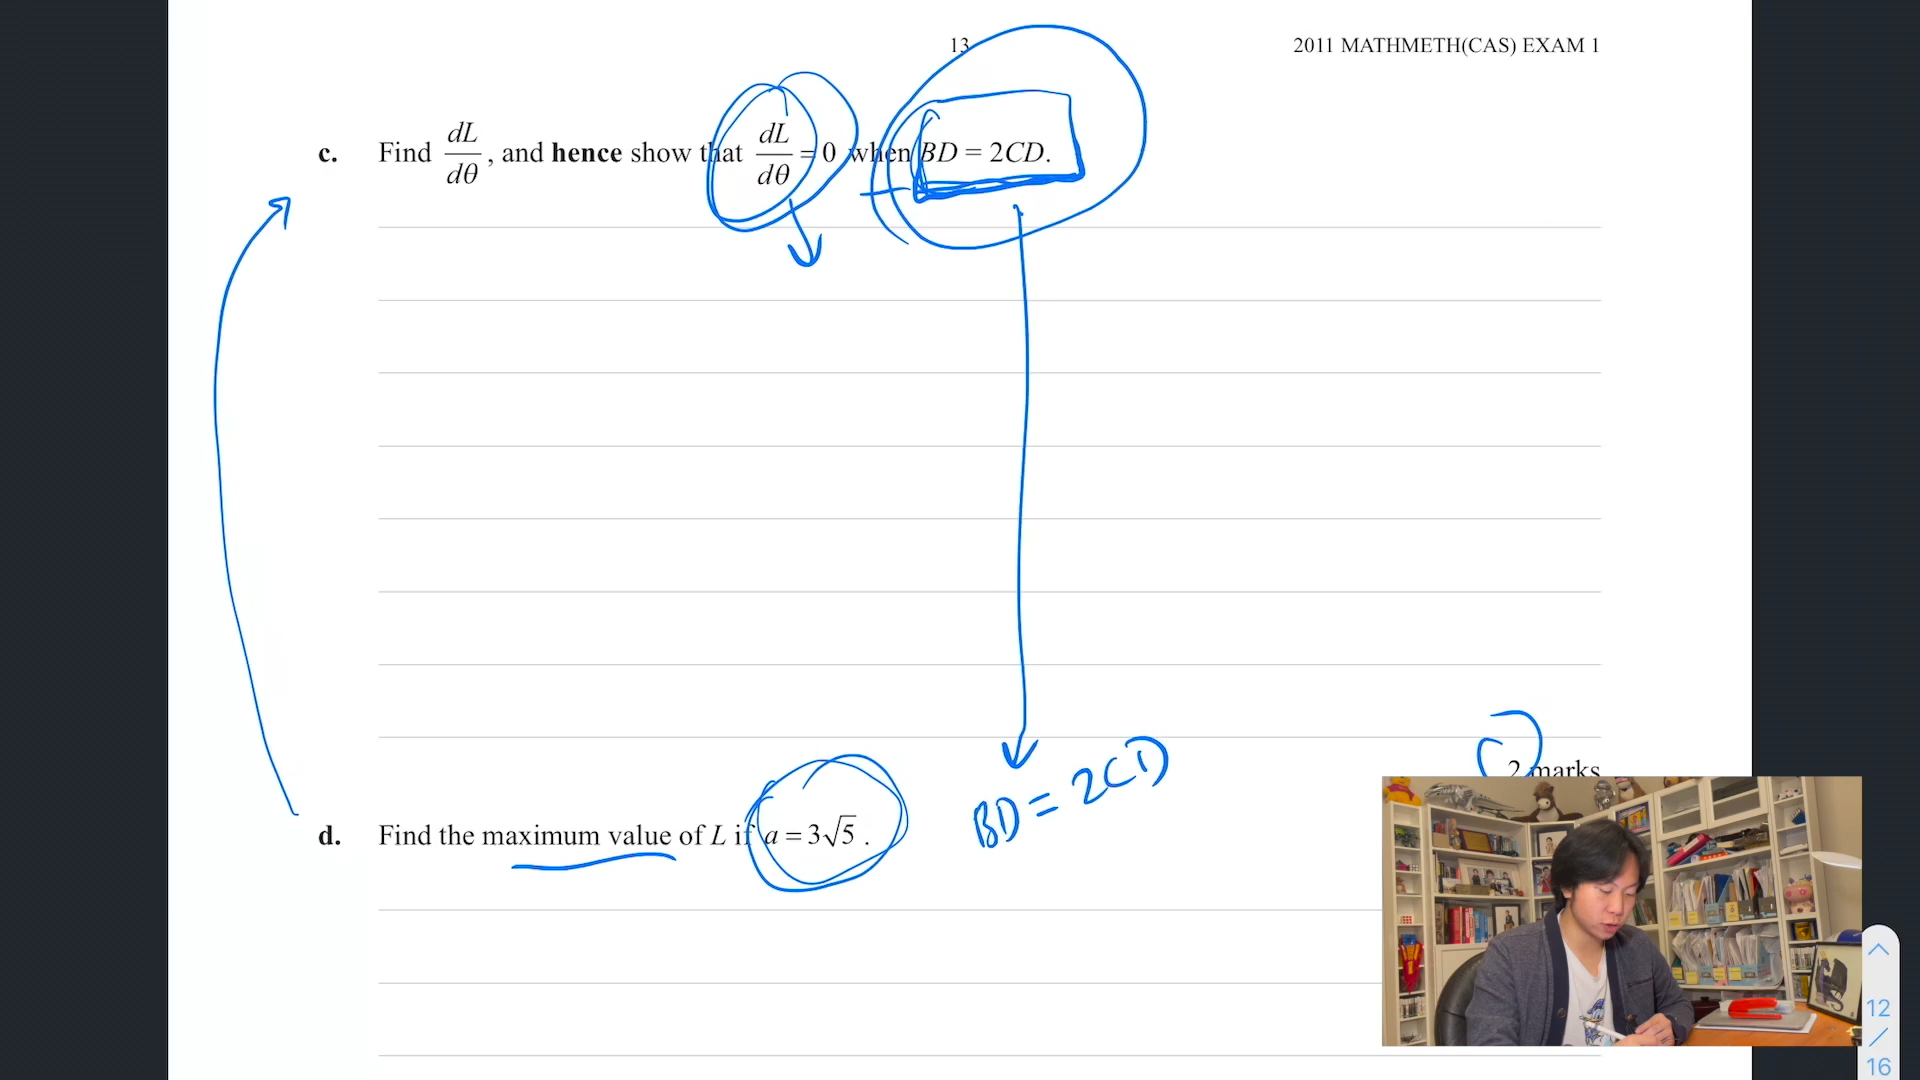 13
2011 MATHMETH(CAS) EXAM 1
c. Find dL/dθ, and hence show that dL/dθ = 0 when BD = 2CD.
BD = 2CD
2 marks
d. Find the maximum value of L if a = 3√5.
12
/
16